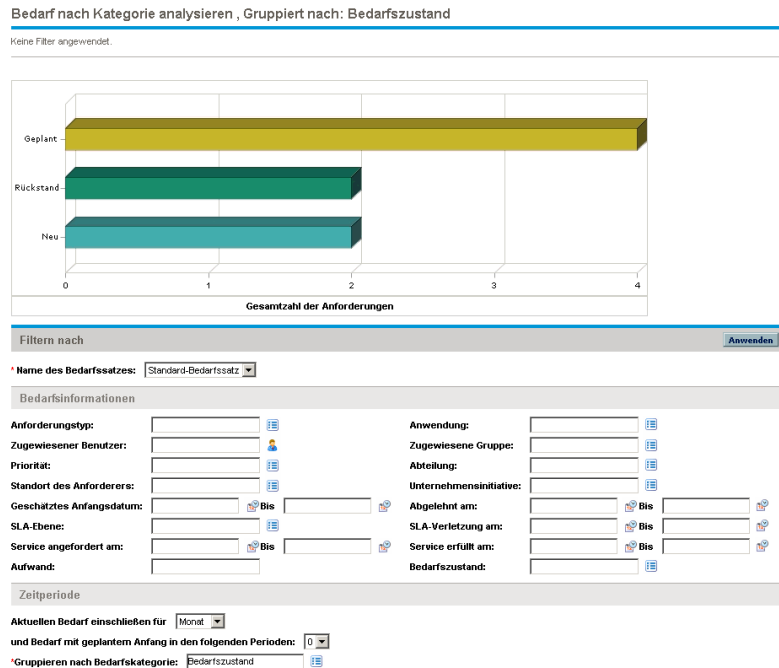 Bedarf nach Kategorie analysieren , Gruppiert nach: Bedarfszustand
Keine Filter angewendet.
Geplant
Rückstand
Neu
0 1 2 3 4
Gesamtzahl der Anforderungen
Filtern nach Anwenden
*Name des Bedarfssatzes: Standard-Bedarfssatz
Bedarfsinformationen
Anforderungstyp: Anwendung:
Zugewiesener Benutzer: Zugewiesene Gruppe:
Priorität: Abteilung:
Standort des Anforderers: Unternehmensinitiative:
Geschätztes Anfangsdatum: Bis Abgelehnt am: Bis
SLA-Ebene: SLA-Verletzung am: Bis
Service angefordert am: Bis Service erfüllt am: Bis
Aufwand: Bedarfszustand:
Zeitperiode
Aktuellen Bedarf einschließen für Monat
und Bedarf mit geplantem Anfang in den folgenden Perioden: 0
*Gruppieren nach Bedarfskategorie: Bedarfszustand